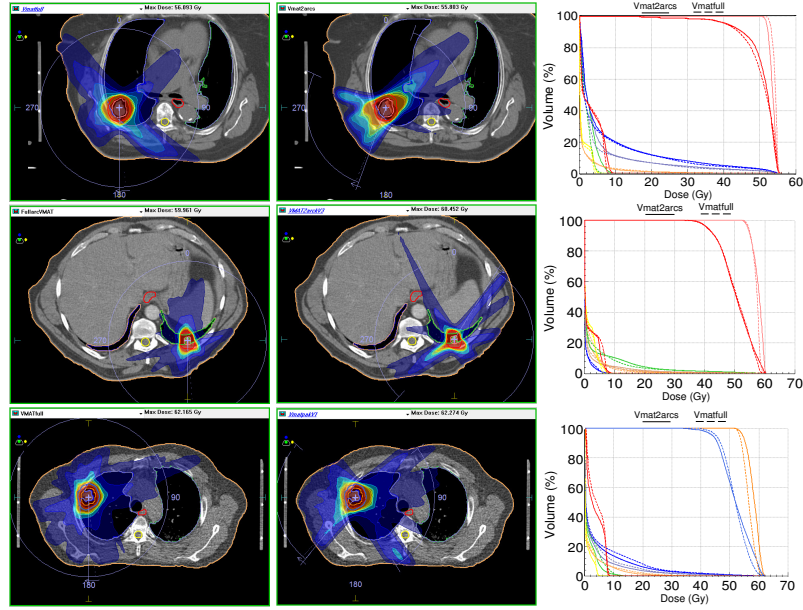 Vmatfull Max Dose: 56.893 Gy
0
270
90
180
Vmat2arcs Max Dose: 55.883 Gy
0
90
180
Vmat2arcs Vmatfull
Volume (%)
100
80
60
40
20
0
0 10 20 30 40 50 60
Dose (Gy)
FullarcVMAT Max Dose: 59.961 Gy
270
VMAT2arckV3 Max Dose: 60.452 Gy
Vmat2arcs Vmatfull
Volume (%)
100
80
60
40
20
0
0 10 20 30 40 50 60 70
Dose (Gy)
VMATfull Max Dose: 62.165 Gy
90
180
Max Dose: 62.274 Gy
90
180
Vmat2arcs Vmatfull
Volume (%)
100
80
60
40
20
0
0 10 20 30 40 50 60 70
Dose (Gy)